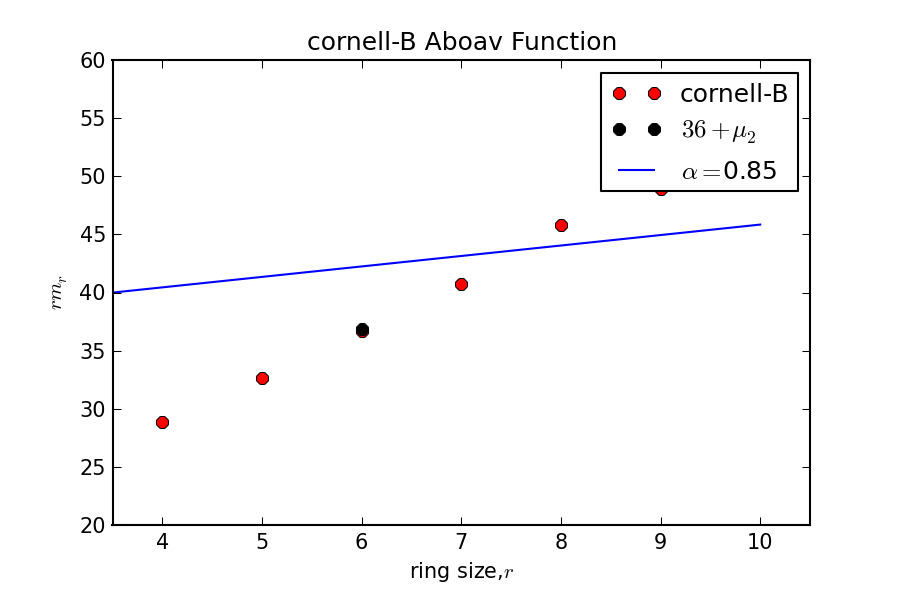 cornell-B Aboav Function
60
55
50
45
40
35
30
25
20
rm_r
cornell-B
36 + μ₂
α = 0.85
4 5 6 7 8 9 10
ring size,r